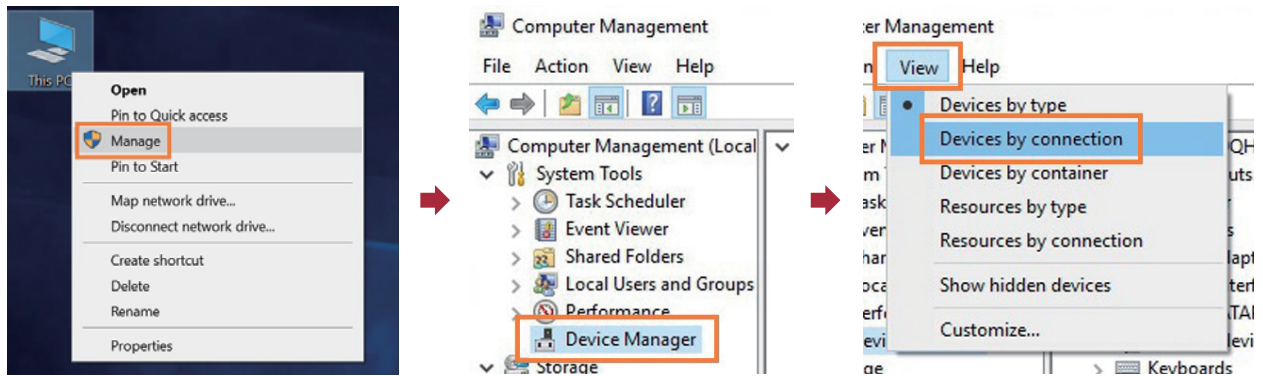 This PC
Open
Pin to Quick access
Manage
Pin to Start
Map network drive...
Disconnect network drive...
Create shortcut
Delete
Rename
Properties
Computer Management
File Action View Help
Computer Management (Local
System Tools
Task Scheduler
Event Viewer
Shared Folders
Local Users and Groups
Performance
Device Manager
Storage
er Management
View Help
Devices by type
Devices by connection
Devices by container
Resources by type
Resources by connection
Show hidden devices
Customize...
Keyboards